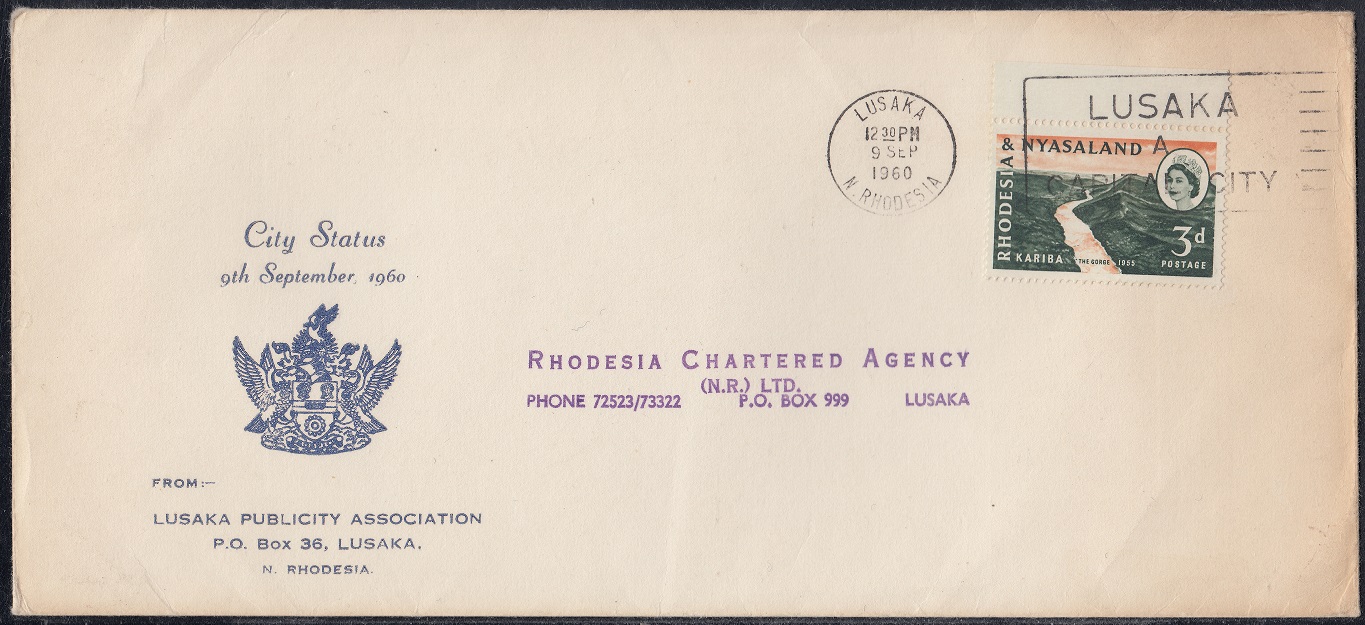 LUSAKA
12 30 PM
9 SEP
1960
N. RHODESIA
LUSAKA
A
CAPITAL CITY
RHODESIA & NYASALAND
3d
KARIBA THE GORGE 1955 POSTAGE
City Status
9th September, 1960
RHODESIA CHARTERED AGENCY
(N.R.) LTD.
PHONE 72523/73322 P.O. BOX 999 LUSAKA
FROM:—
LUSAKA PUBLICITY ASSOCIATION
P.O. Box 36, LUSAKA.
N. RHODESIA.